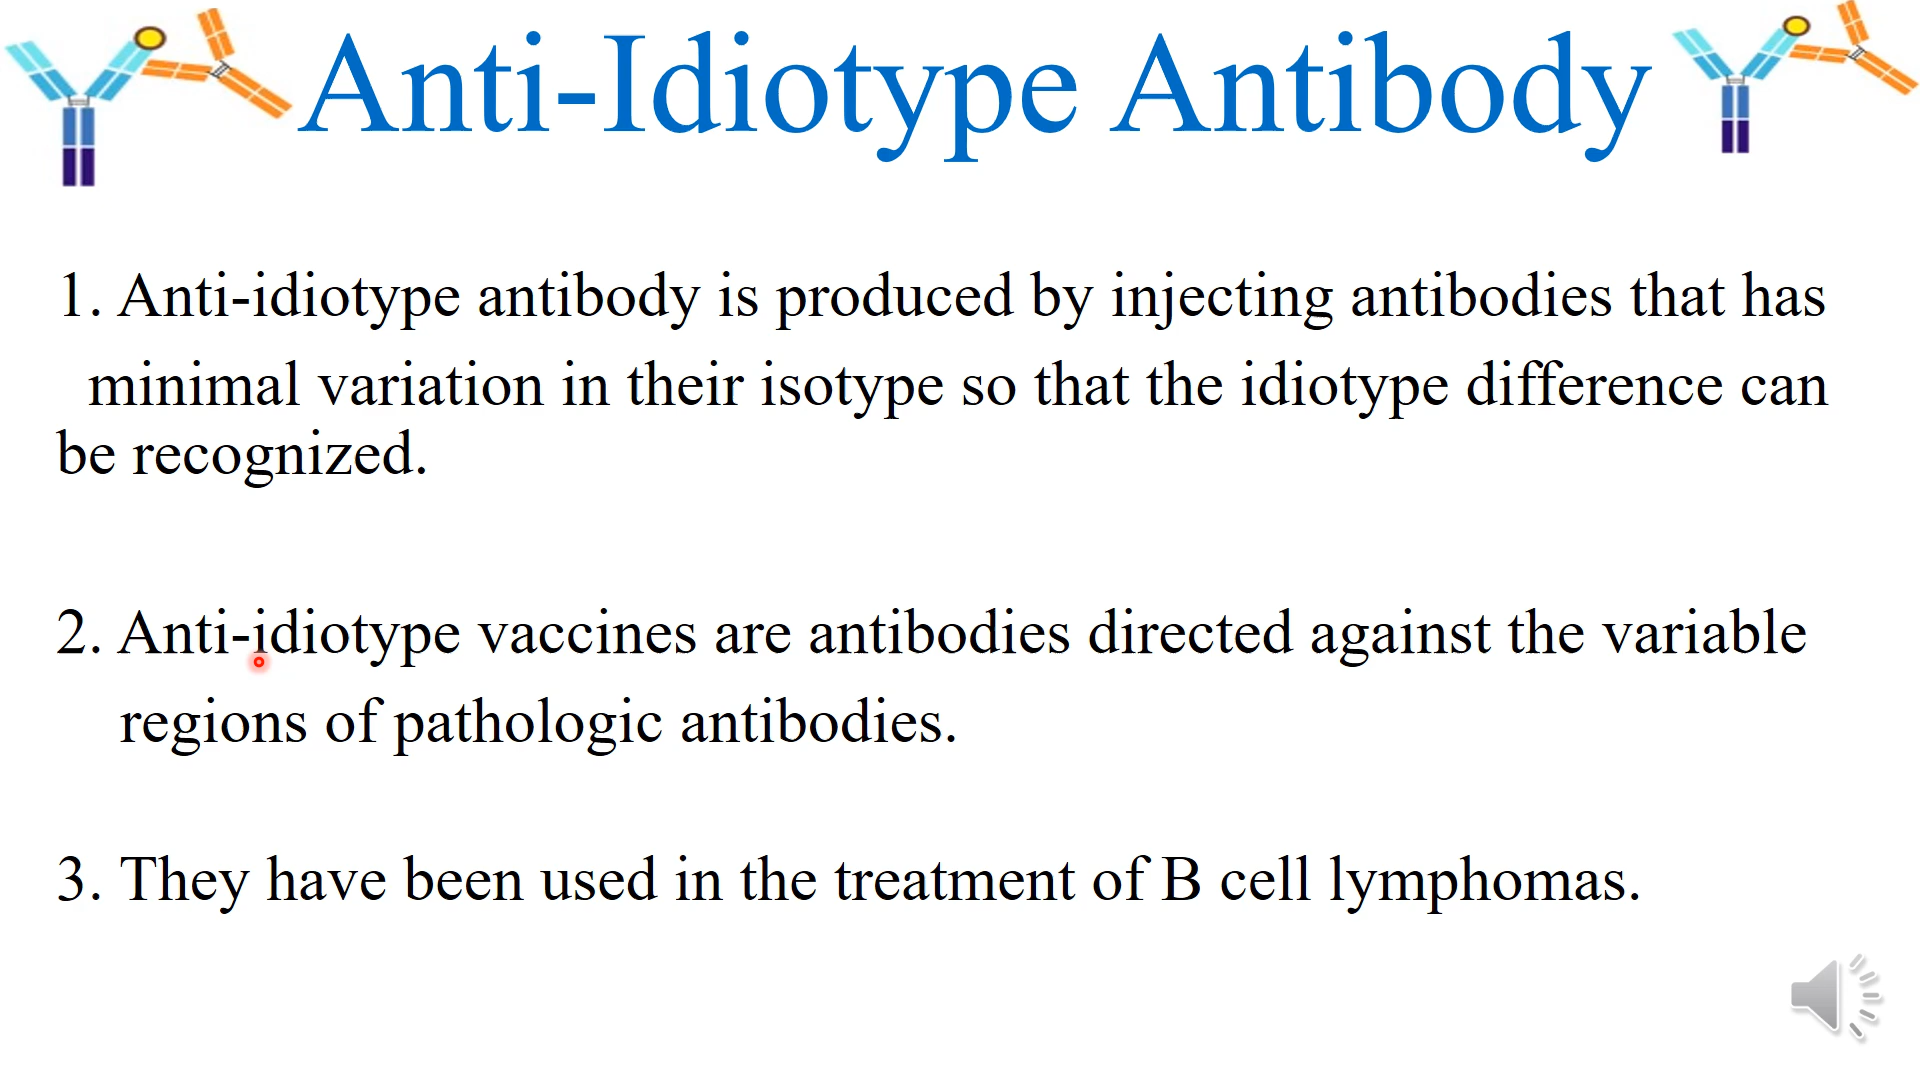 Anti-Idiotype Antibody
1. Anti-idiotype antibody is produced by injecting antibodies that has
minimal variation in their isotype so that the idiotype difference can
be recognized.
2. Anti-idiotype vaccines are antibodies directed against the variable
regions of pathologic antibodies.
3. They have been used in the treatment of B cell lymphomas.